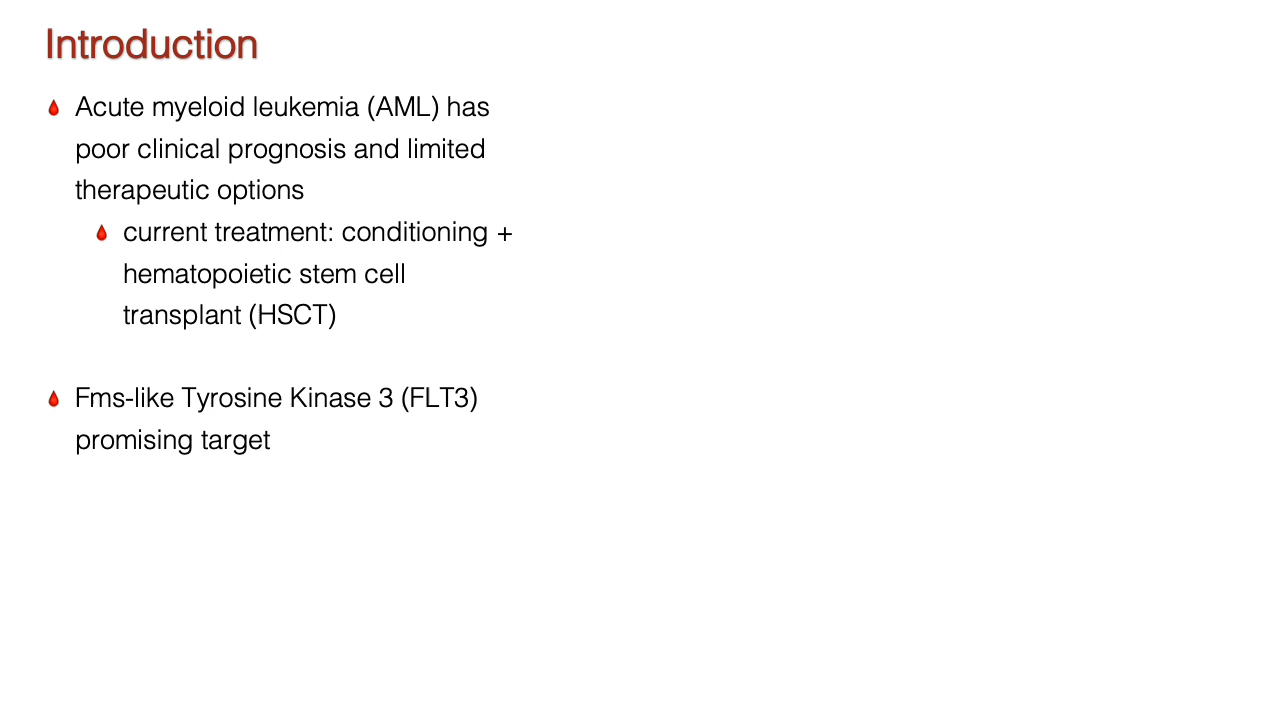 Introduction
Acute myeloid leukemia (AML) has
poor clinical prognosis and limited
therapeutic options
current treatment: conditioning +
hematopoietic stem cell
transplant (HSCT)
Fms-like Tyrosine Kinase 3 (FLT3)
promising target